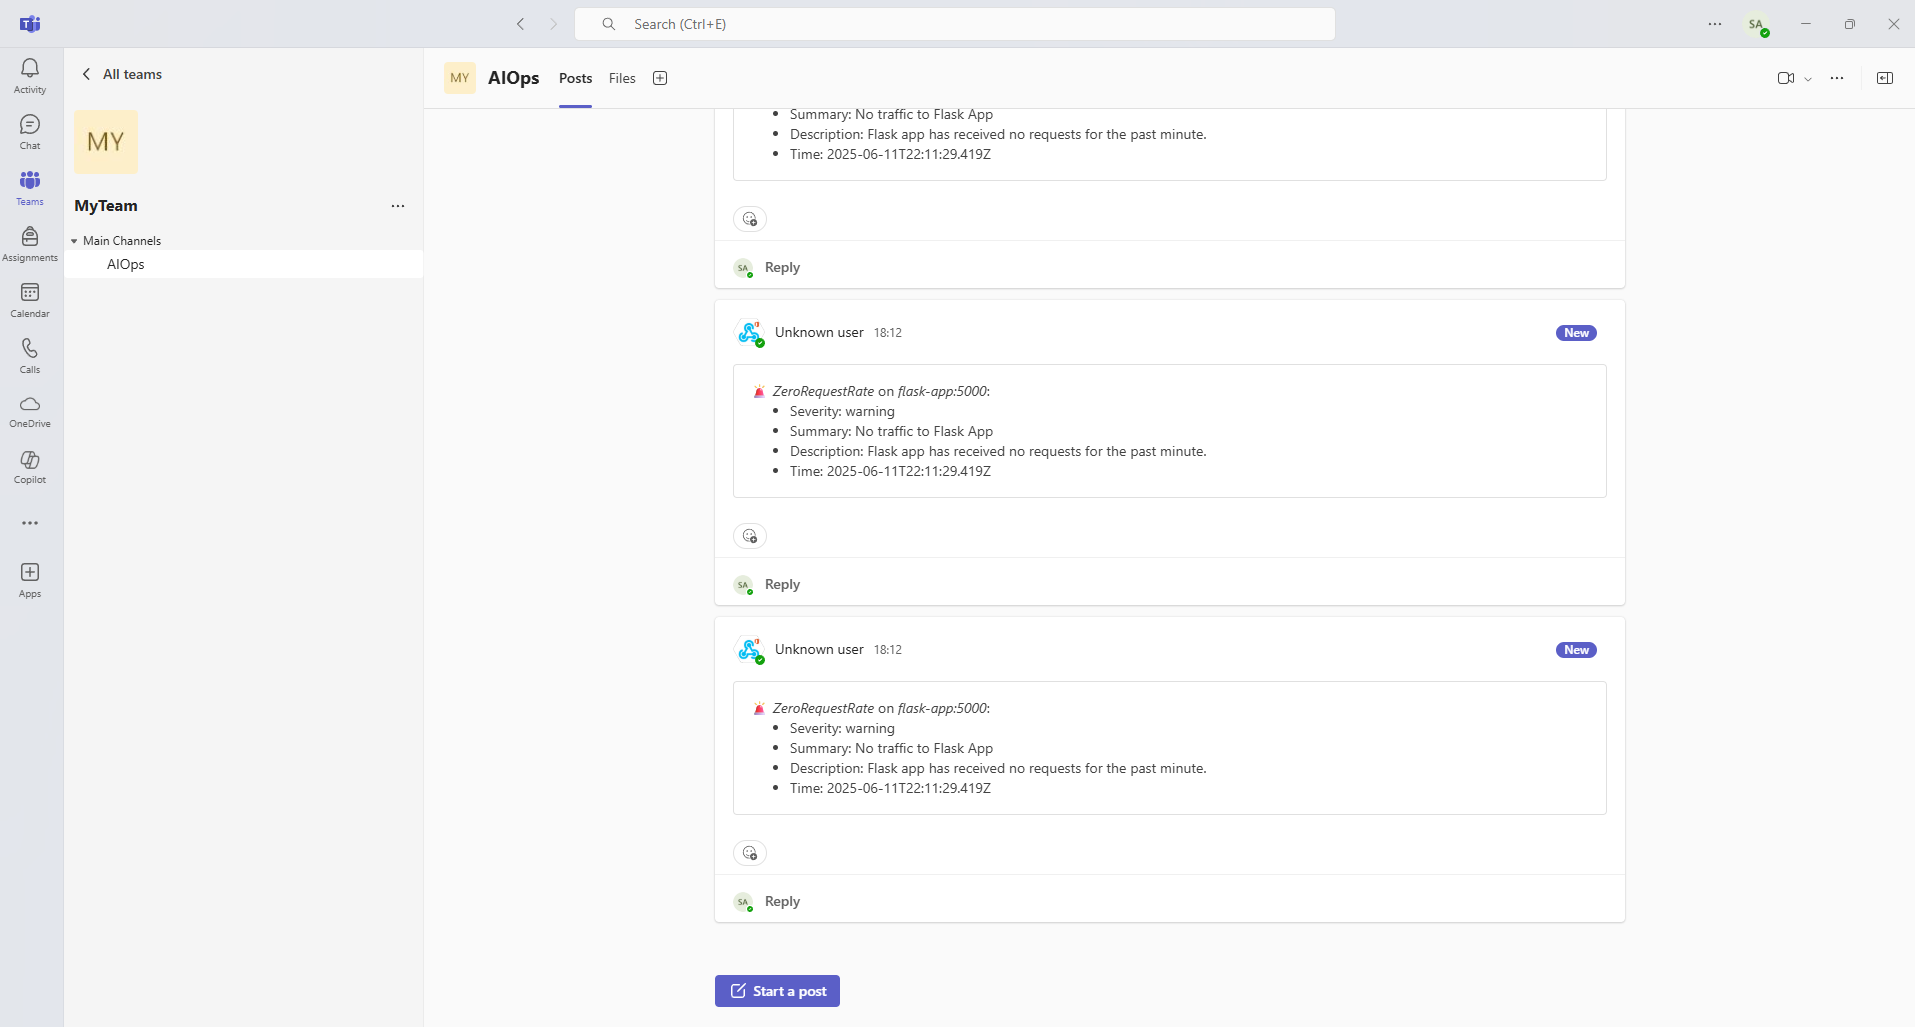 Search (Ctrl+E)
SA
Activity
Chat
Teams
Assignments
Calendar
Calls
OneDrive
Copilot
Apps
All teams
MY
MyTeam
Main Channels
AIOps
MY AIOps Posts Files
• Summary: No traffic to Flask App
• Description: Flask app has received no requests for the past minute.
• Time: 2025-06-11T22:11:29.419Z
SA Reply
Unknown user 18:12 New
🚨 ZeroRequestRate on flask-app:5000:
• Severity: warning
• Summary: No traffic to Flask App
• Description: Flask app has received no requests for the past minute.
• Time: 2025-06-11T22:11:29.419Z
SA Reply
Unknown user 18:12 New
🚨 ZeroRequestRate on flask-app:5000:
• Severity: warning
• Summary: No traffic to Flask App
• Description: Flask app has received no requests for the past minute.
• Time: 2025-06-11T22:11:29.419Z
SA Reply
Start a post